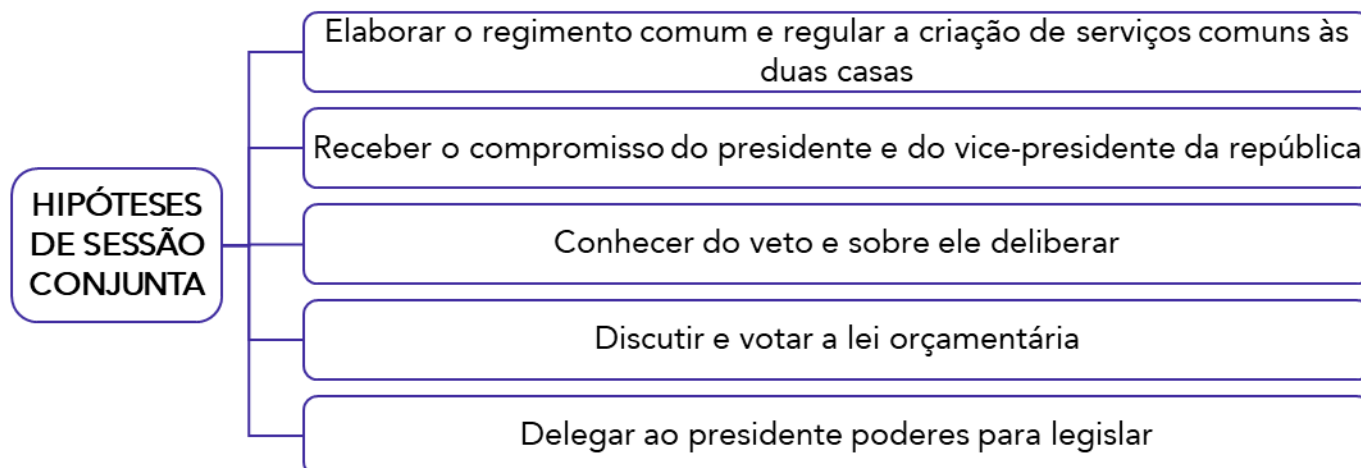 HIPÓTESES
DE SESSÃO
CONJUNTA
Elaborar o regimento comum e regular a criação de serviços comuns às
duas casas
Receber o compromisso do presidente e do vice-presidente da república
Conhecer do veto e sobre ele deliberar
Discutir e votar a lei orçamentária
Delegar ao presidente poderes para legislar